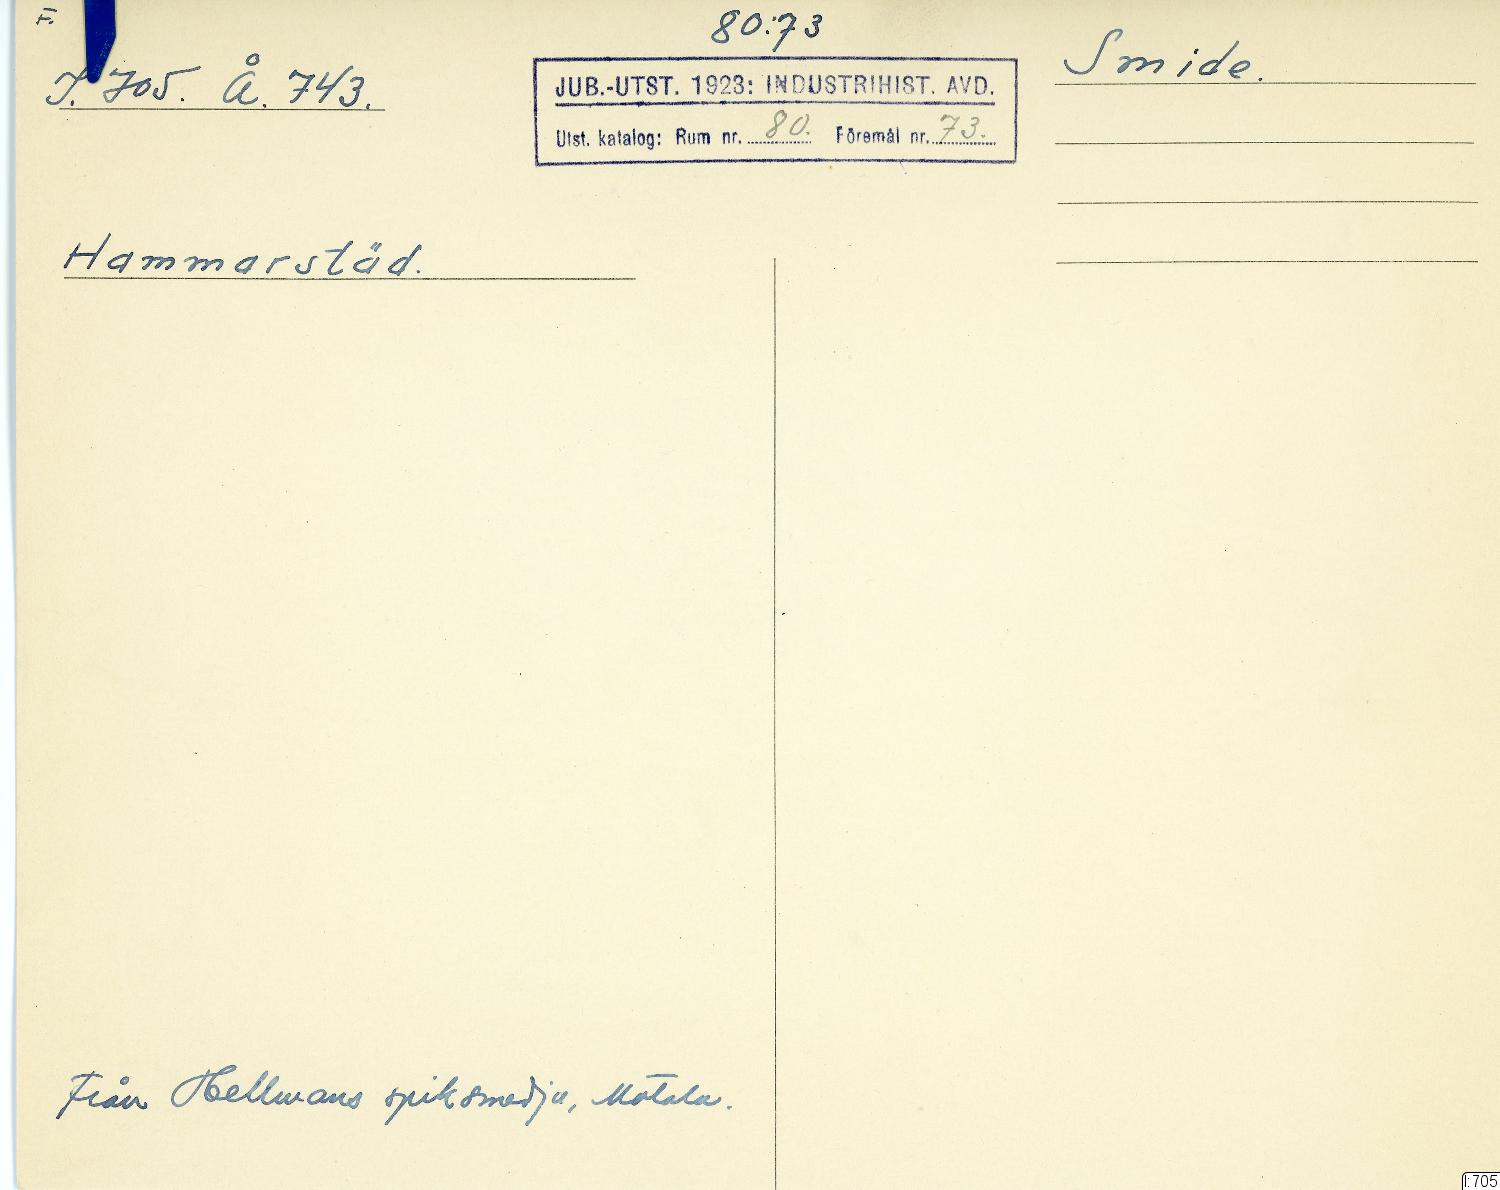 F.
80:73
I. 705. Å. 743.
JUB.-UTST. 1923: INDUSTRIHIST. AVD.
Utst. katalog: Rum nr. 80. Föremål nr. 73.
Smide.
Hammarstäd.
Från Hellmans spiksmedja, Motala.
I:705